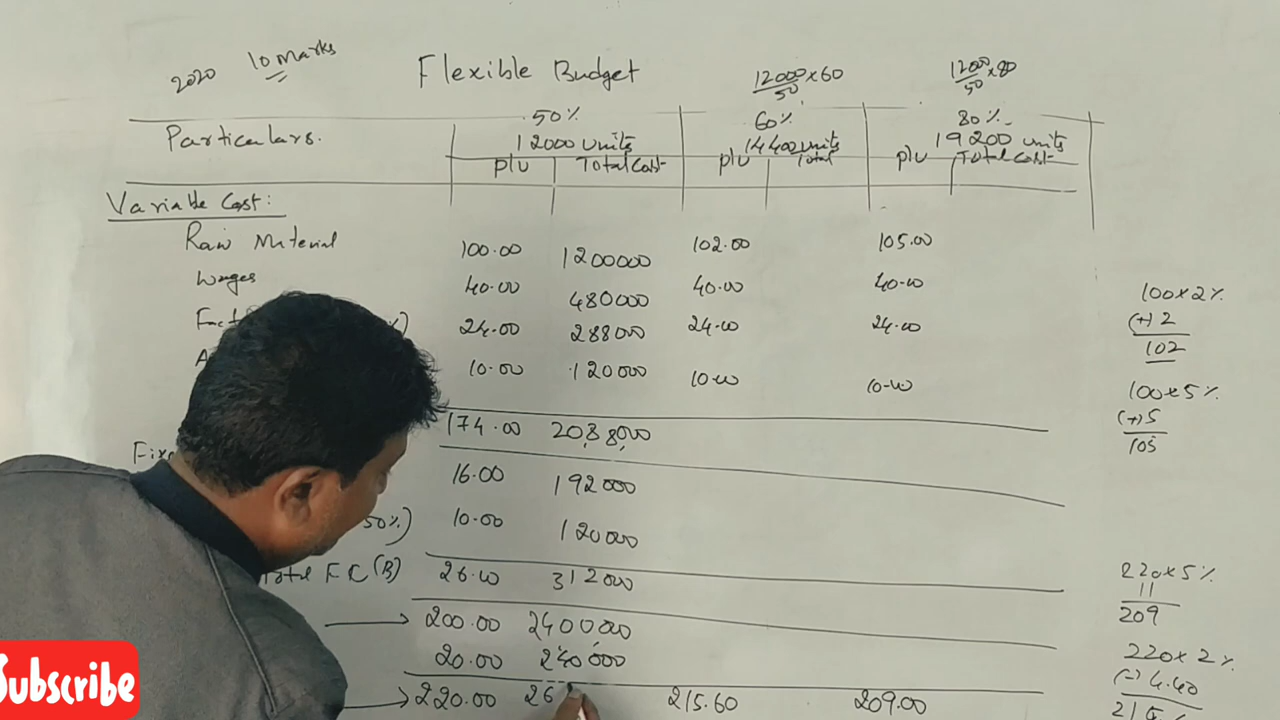 2020 10 Marks
Flexible Budget
12000/50 x 60
12000/50 x 80
Particulars.
50%
12000 units
60%
14400 units
80%
19200 units
p/u Total Cost p/u Total p/u Total Cost
Variable Cost:
Raw Material 100.00 1200000 102.00 105.00
Wages 40.00 480000 40.00 40.00
Fact %) 24.00 288000 24.00 24.00
10.00 120000 10.00 10.00
174.00 2088000
16.00 192000
50%) 10.00 120000
Total FC (B) 26.00 312000
200.00 2400000
20.00 240000
220.00 26 215.60 209.00
100 x 2%
(+) 2
102
100 x 5%
(+) 5
105
220 x 5%
11
209
220 x 2%
(-) 4.40
Subscribe